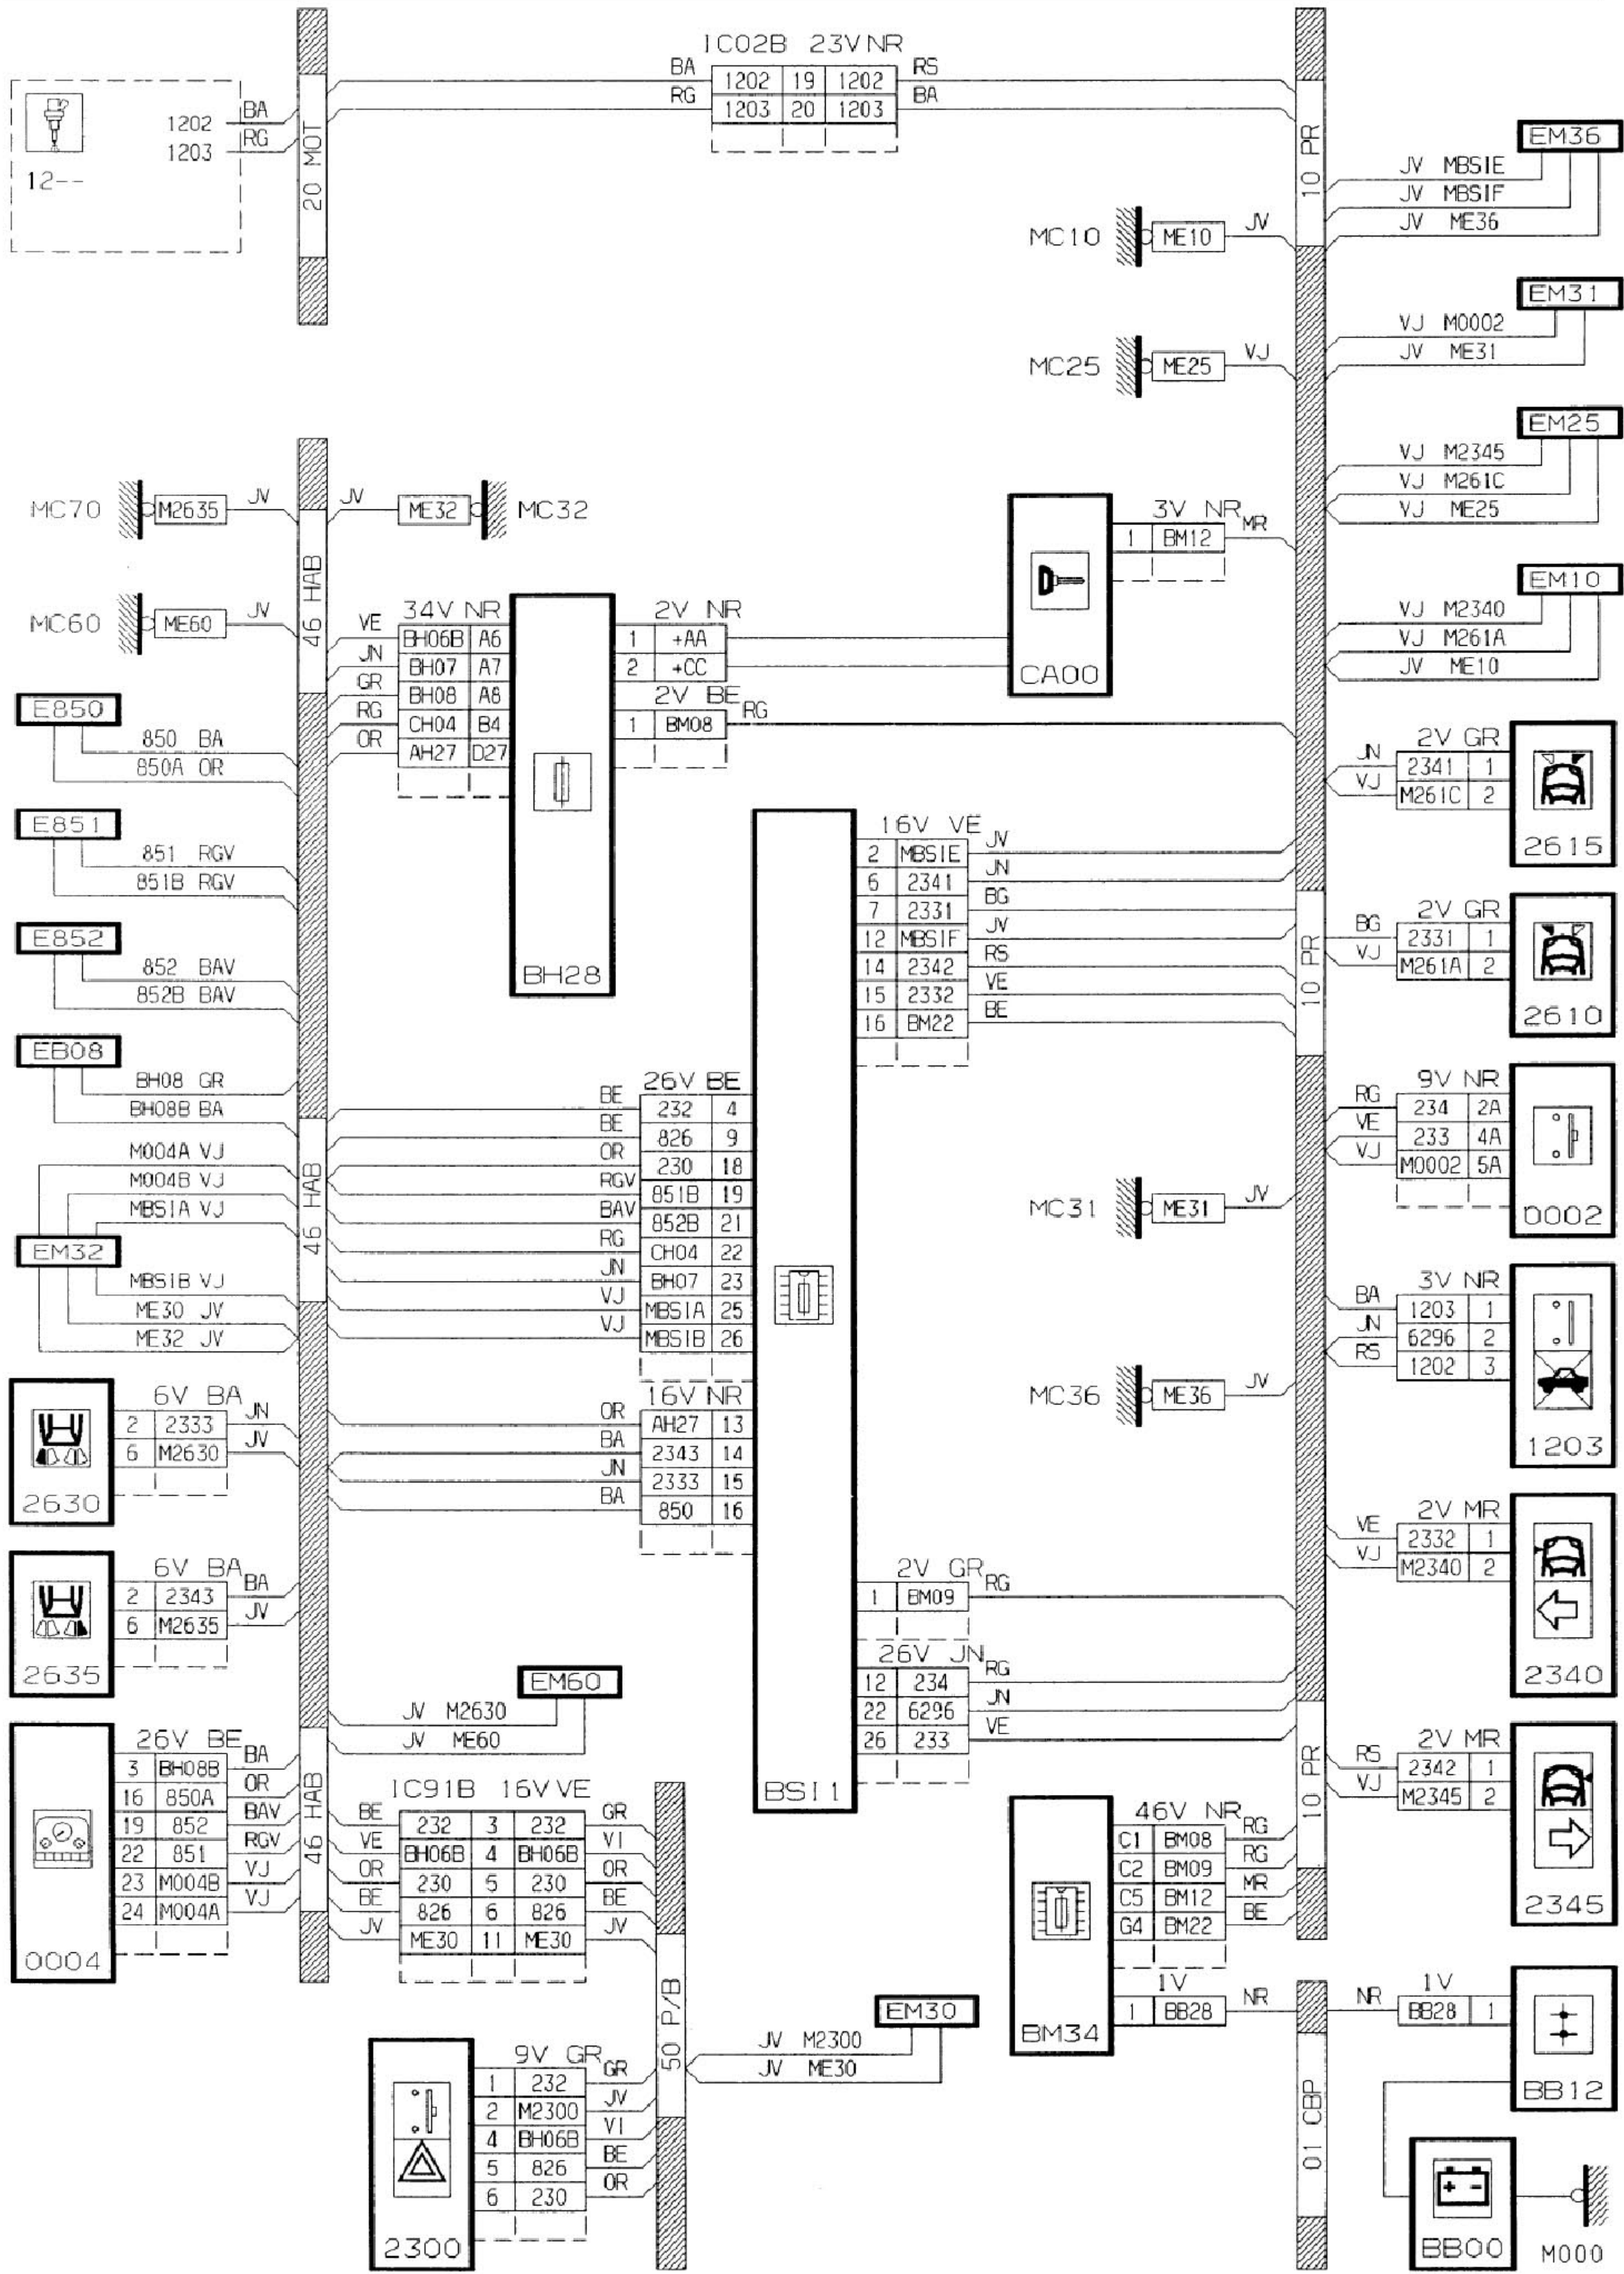 1C02B 23V NR
BA 1202 19 1202 RS
RG 1203 20 1203 BA
1202 BA
1203 RG
12--
20 MOT
10 PR
EM36
JV MBS1E
JV MBS1F
JV ME36
MC10 ME10 JV
EM31
VJ M0002
JV ME31
MC25 ME25 VJ
EM25
VJ M2345
VJ M261C
VJ ME25
MC70 M2635 JV
JV ME32 MC32
46 HAB
MC60 ME60 JV
3V NR
1 BM12 MR
CA00
EM10
VJ M2340
VJ M261A
JV ME10
34V NR
VE BH06B A6
JN BH07 A7
GR BH08 A8
RG CH04 B4
OR AH27 D27
BH28
2V NR
1 +AA
2 +CC
2V BE
1 BM08 RG
E850
850 BA
850A OR
E851
851 RGV
851B RGV
E852
852 BAV
852B BAV
EB08
BH08 GR
BH08B BA
M004A VJ
M004B VJ
MBS1A VJ
EM32
MBS1B VJ
ME30 JV
ME32 JV
46 HAB
2V GR
JN 2341 1
VJ M261C 2
2615
16V VE
2 MBS1E JV
6 2341 JN
7 2331 BG
12 MBS1F JV
14 2342 RS
15 2332 VE
16 BM22 BE
10 PR
2V GR
BG 2331 1
VJ M261A 2
2610
26V BE
BE 232 4
BE 826 9
OR 230 18
RGV 851B 19
BAV 852B 21
RG CH04 22
JN BH07 23
VJ MBS1A 25
VJ MBS1B 26
9V NR
RG 234 2A
VE 233 4A
VJ M0002 5A
0002
MC31 ME31 JV
3V NR
BA 1203 1
JN 6296 2
RS 1202 3
1203
MC36 ME36 JV
6V BA
2 2333 JN
6 M2630 JV
2630
16V NR
OR AH27 13
BA 2343 14
JN 2333 15
BA 850 16
6V BA
2 2343 BA
6 M2635 JV
2635
2V MR
VE 2332 1
VJ M2340 2
2340
2V GR
1 BM09 RG
26V JN
12 234 RG
22 6296 JN
26 233 VE
BSI1
EM60
JV M2630
JV ME60
26V BE
3 BH08B BA
16 850A OR
19 852 BAV
22 851 RGV
23 M004B VJ
24 M004A VJ
0004
46 HAB
1C91B 16V VE
BE 232 3 232 GR
VE BH06B 4 BH06B VI
OR 230 5 230 OR
BE 826 6 826 BE
JV ME30 11 ME30 JV
10 PR
2V MR
RS 2342 1
VJ M2345 2
2345
46V NR
C1 BM08 RG
C2 BM09 RG
C5 BM12 MR
G4 BM22 BE
1V
1 BB28 NR
BM34
NR 1V
BB28 1
BB12
50 P/B
EM30
JV M2300
JV ME30
9V GR
1 232 GR
2 M2300 JV
4 BH06B VI
5 826 BE
6 230 OR
2300
01 CBP
BB00
M000